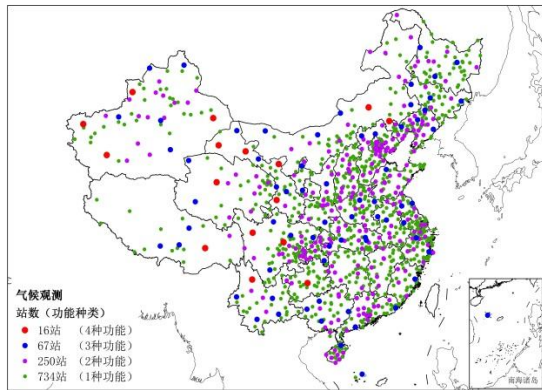 气候观测
站数（功能种类）
16站 （4种功能）
67站 （3种功能）
250站 （2种功能）
734站 （1种功能）
南海诸岛